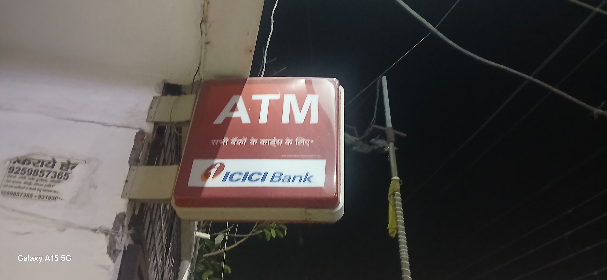 ATM
सभी बैंकों के कार्ड्स के लिए*
ICICI Bank
किराये हेतु
9259857365
Galaxy A15 5G